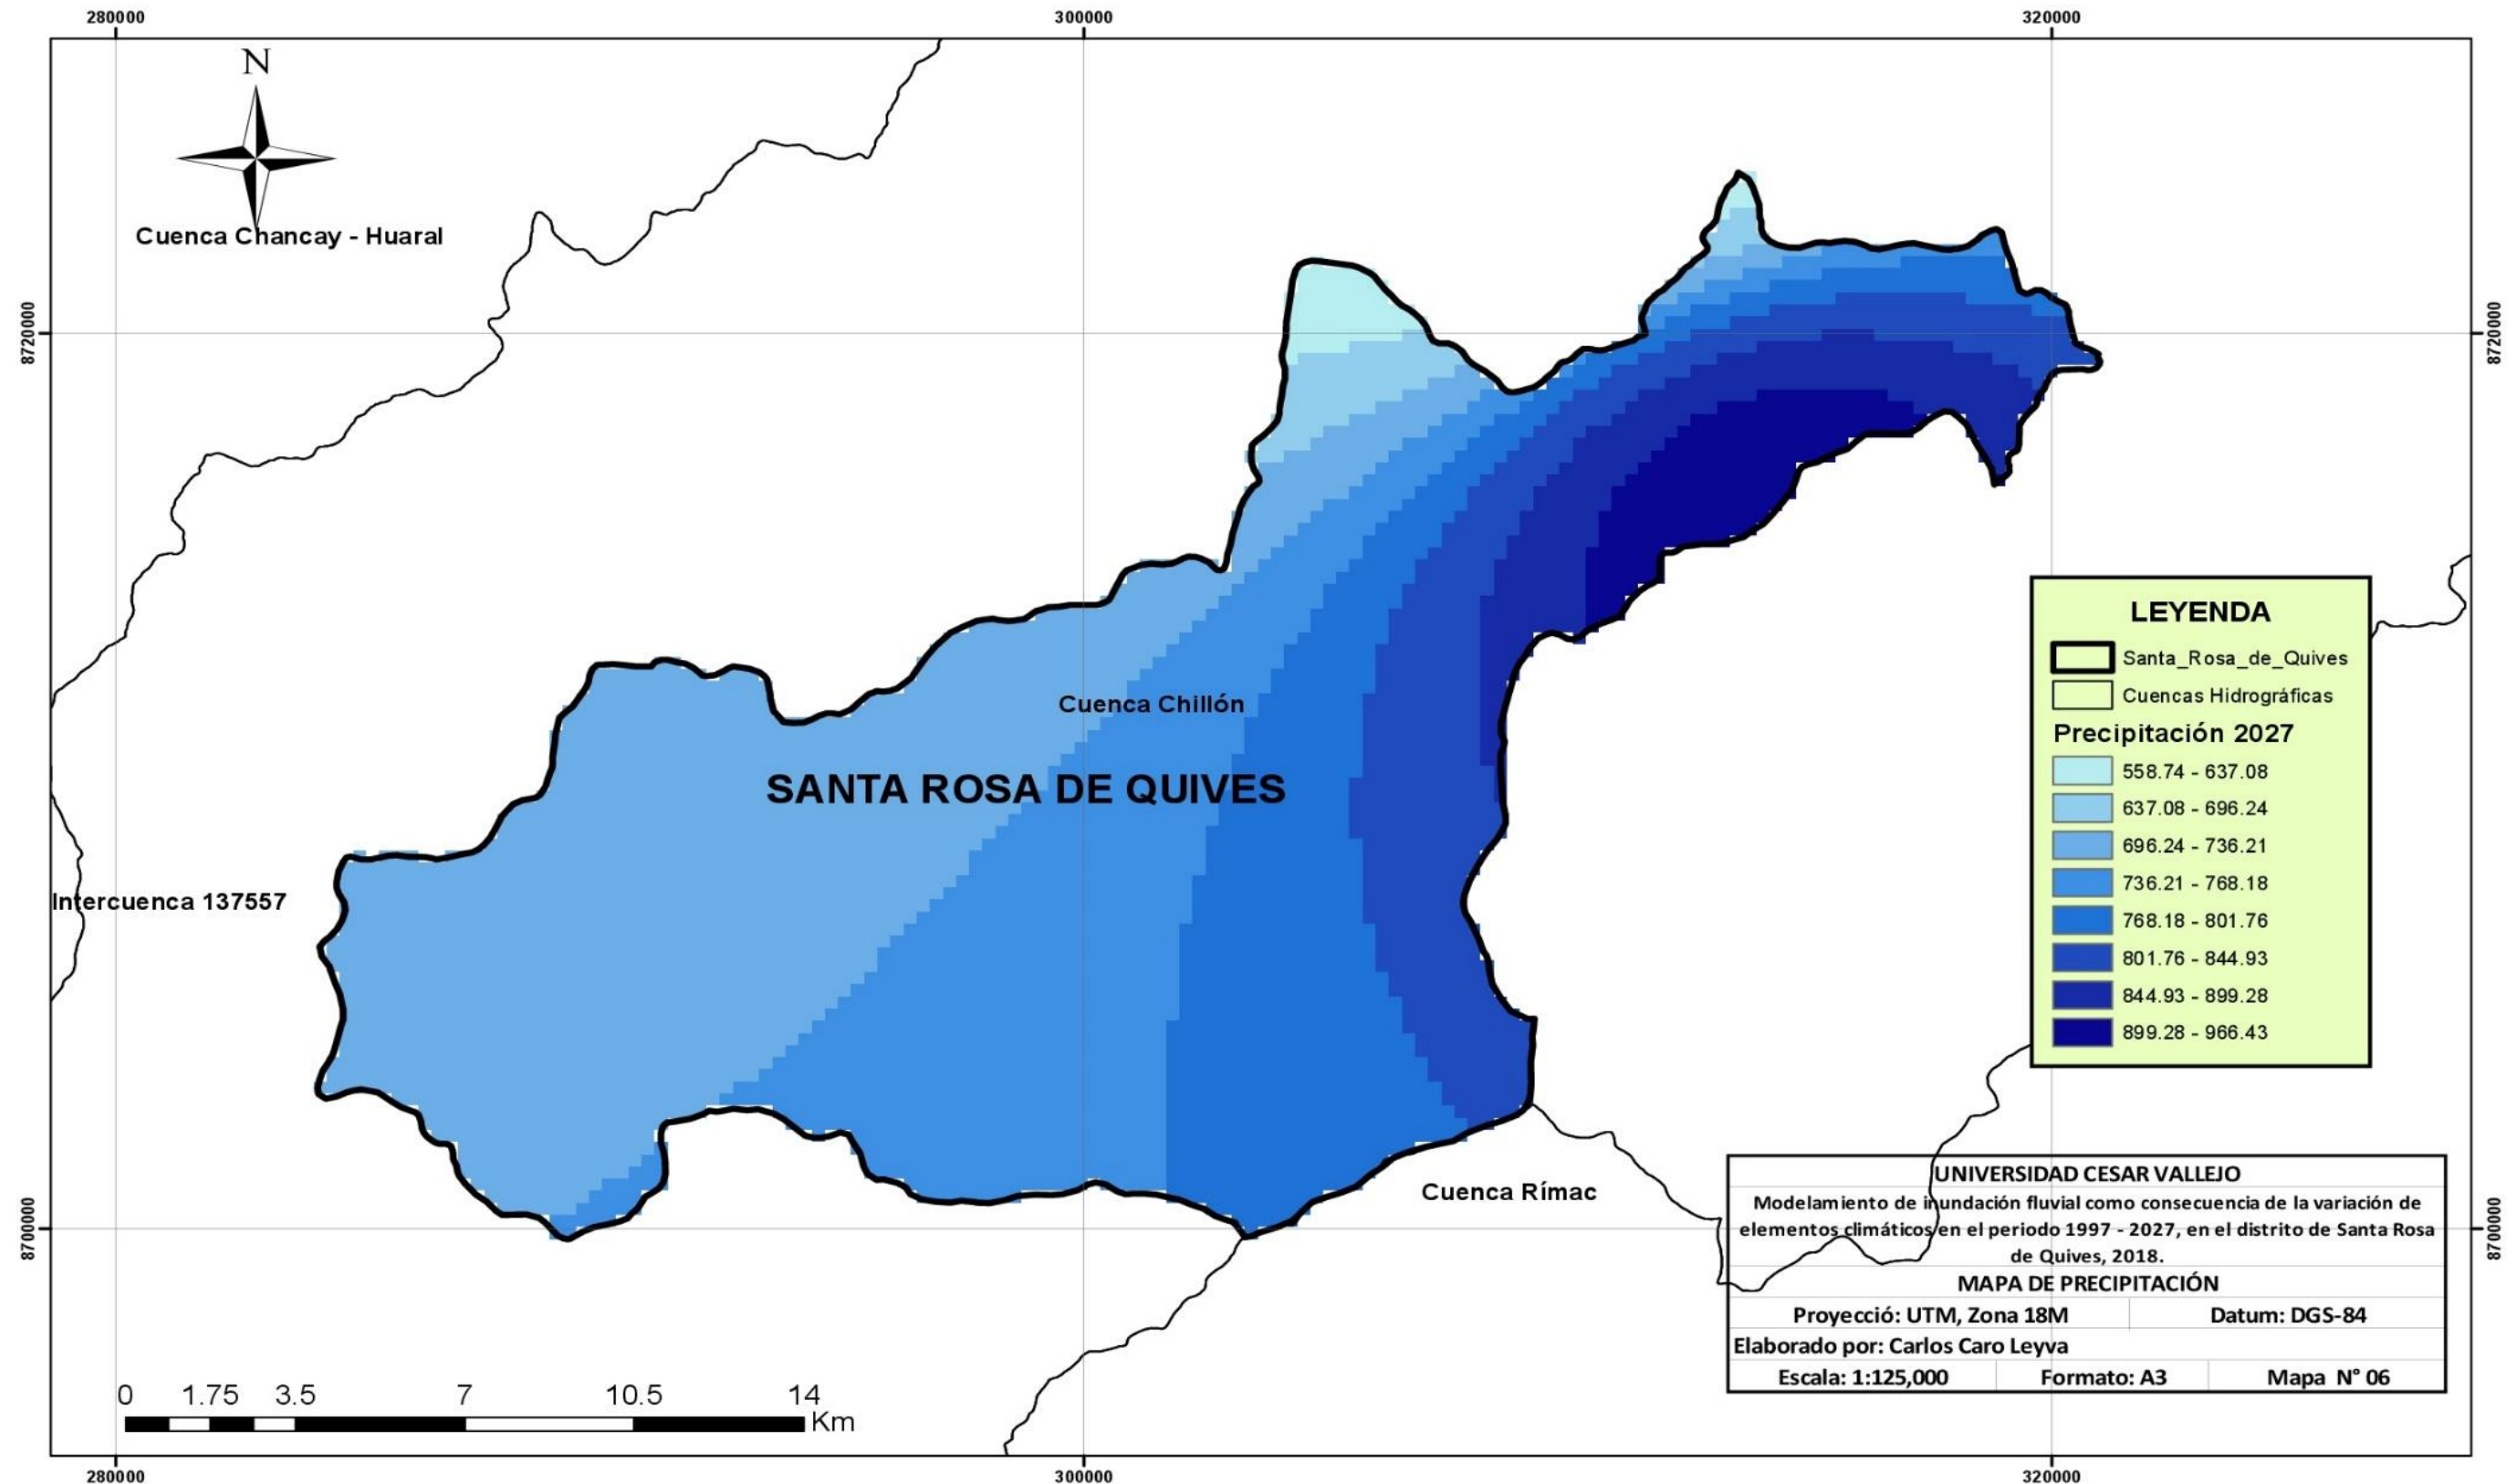 280000
300000
320000
N
Cuenca Chancay - Huaral
8720000
8720000
Cuenca Chillón
SANTA ROSA DE QUIVES
Intercuenca 137557
LEYENDA
Santa_Rosa_de_Quives
Cuencas Hidrográficas
Precipitación 2027
558.74 - 637.08
637.08 - 696.24
696.24 - 736.21
736.21 - 768.18
768.18 - 801.76
801.76 - 844.93
844.93 - 899.28
899.28 - 966.43
Cuenca Rímac
8700000
8700000
UNIVERSIDAD CESAR VALLEJO
Modelamiento de inundación fluvial como consecuencia de la variación de
elementos climáticos en el periodo 1997 - 2027, en el distrito de Santa Rosa
de Quives, 2018.
MAPA DE PRECIPITACIÓN
Proyecció: UTM, Zona 18M Datum: DGS-84
Elaborado por: Carlos Caro Leyva
Escala: 1:125,000 Formato: A3 Mapa N° 06
0 1.75 3.5 7 10.5 14
Km
280000
300000
320000